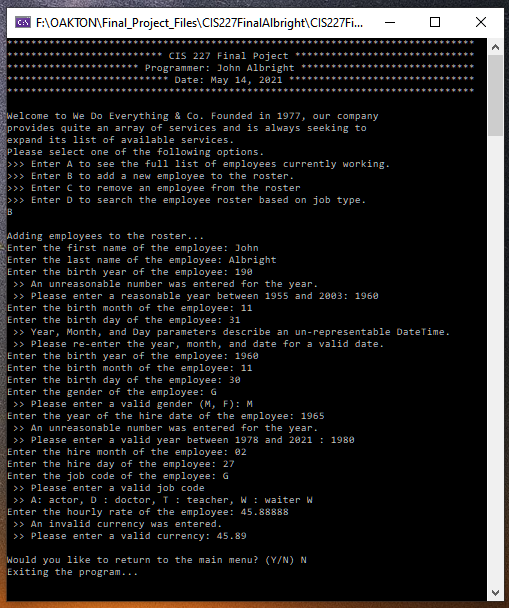 F:\OAKTON\Final_Project_Files\CIS227FinalAlbright\CIS227Fi...
***************************************************************************
************************* CIS 227 Final Poject ****************************
********************* Programmer: John Albright ***************************
************************** Date: May 14, 2021 *****************************
***************************************************************************
Welcome to We Do Everything & Co. Founded in 1977, our company
provides quite an array of services and is always seeking to
expand its list of available services.
Please select one of the following options.
>>> Enter A to see the full list of employees currently working.
>>> Enter B to add a new employee to the roster.
>>> Enter C to remove an employee from the roster
>>> Enter D to search the employee roster based on job type.
B
Adding employees to the roster...
Enter the first name of the employee: John
Enter the last name of the employee: Albright
Enter the birth year of the employee: 190
>> An unreasonable number was entered for the year.
>> Please enter a reasonable year between 1955 and 2003: 1960
Enter the birth month of the employee: 11
Enter the birth day of the employee: 31
>> Year, Month, and Day parameters describe an un-representable DateTime.
>> Please re-enter the year, month, and date for a valid date.
Enter the birth year of the employee: 1960
Enter the birth month of the employee: 11
Enter the birth day of the employee: 30
Enter the gender of the employee: G
>> Please enter a valid gender (M, F): M
Enter the year of the hire date of the employee: 1965
>> An unreasonable number was entered for the year.
>> Please enter a valid year between 1978 and 2021 : 1980
Enter the hire month of the employee: 02
Enter the hire day of the employee: 27
Enter the job code of the employee: G
>> Please enter a valid job code
>> A: actor, D : doctor, T : teacher, W : waiter W
Enter the hourly rate of the employee: 45.88888
>> An invalid currency was entered.
>> Please enter a valid currency: 45.89
Would you like to return to the main menu? (Y/N) N
Exiting the program...